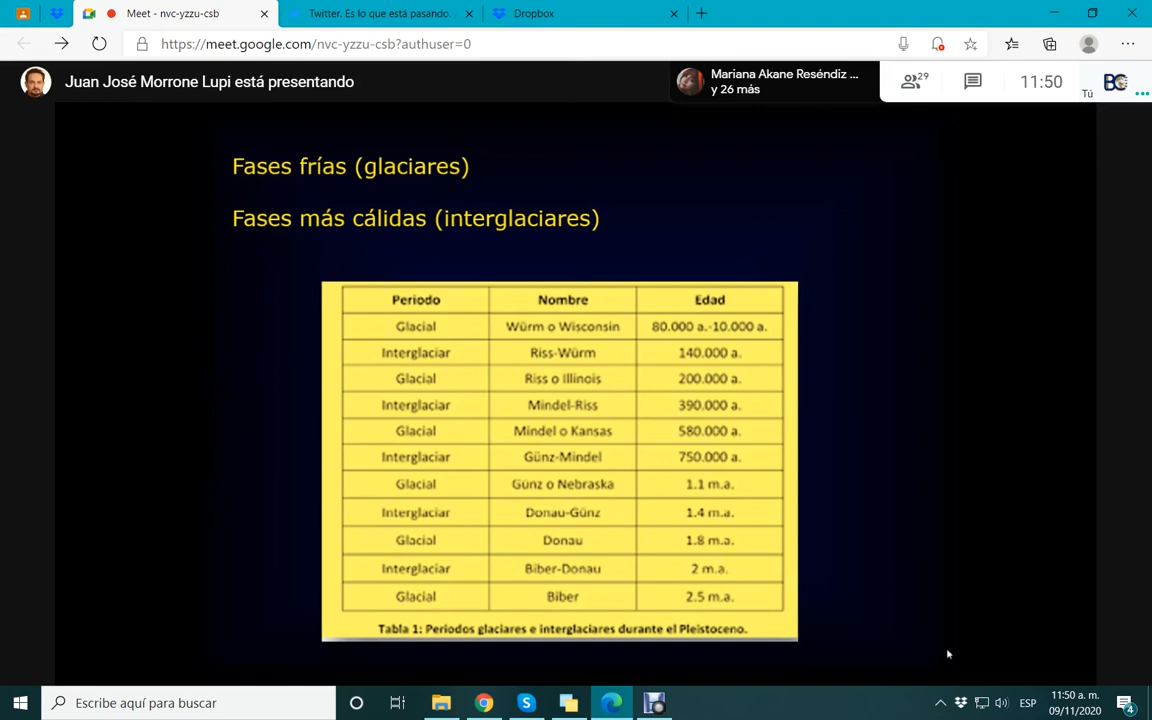 Meet - nvc-yzzu-csb
Twitter. Es lo que está pasando.
Dropbox
https://meet.google.com/nvc-yzzu-csb?authuser=0
Juan José Morrone Lupi está presentando
Mariana Akane Reséndiz ...
y 26 más
29
11:50
Tú
BC
Fases frías (glaciares)
Fases más cálidas (interglaciares)
Periodo Nombre Edad
Glacial Würm o Wisconsin 80.000 a.-10.000 a.
Interglaciar Riss-Würm 140.000 a.
Glacial Riss o Illinois 200.000 a.
Interglaciar Mindel-Riss 390.000 a.
Glacial Mindel o Kansas 580.000 a.
Interglaciar Günz-Mindel 750.000 a.
Glacial Günz o Nebraska 1.1 m.a.
Interglaciar Donau-Günz 1.4 m.a.
Glacial Donau 1.8 m.a.
Interglaciar Biber-Donau 2 m.a.
Glacial Biber 2.5 m.a.
Tabla 1: Periodos glaciares e interglaciares durante el Pleistoceno.
Escribe aquí para buscar
ESP
11:50 a. m.
09/11/2020
4